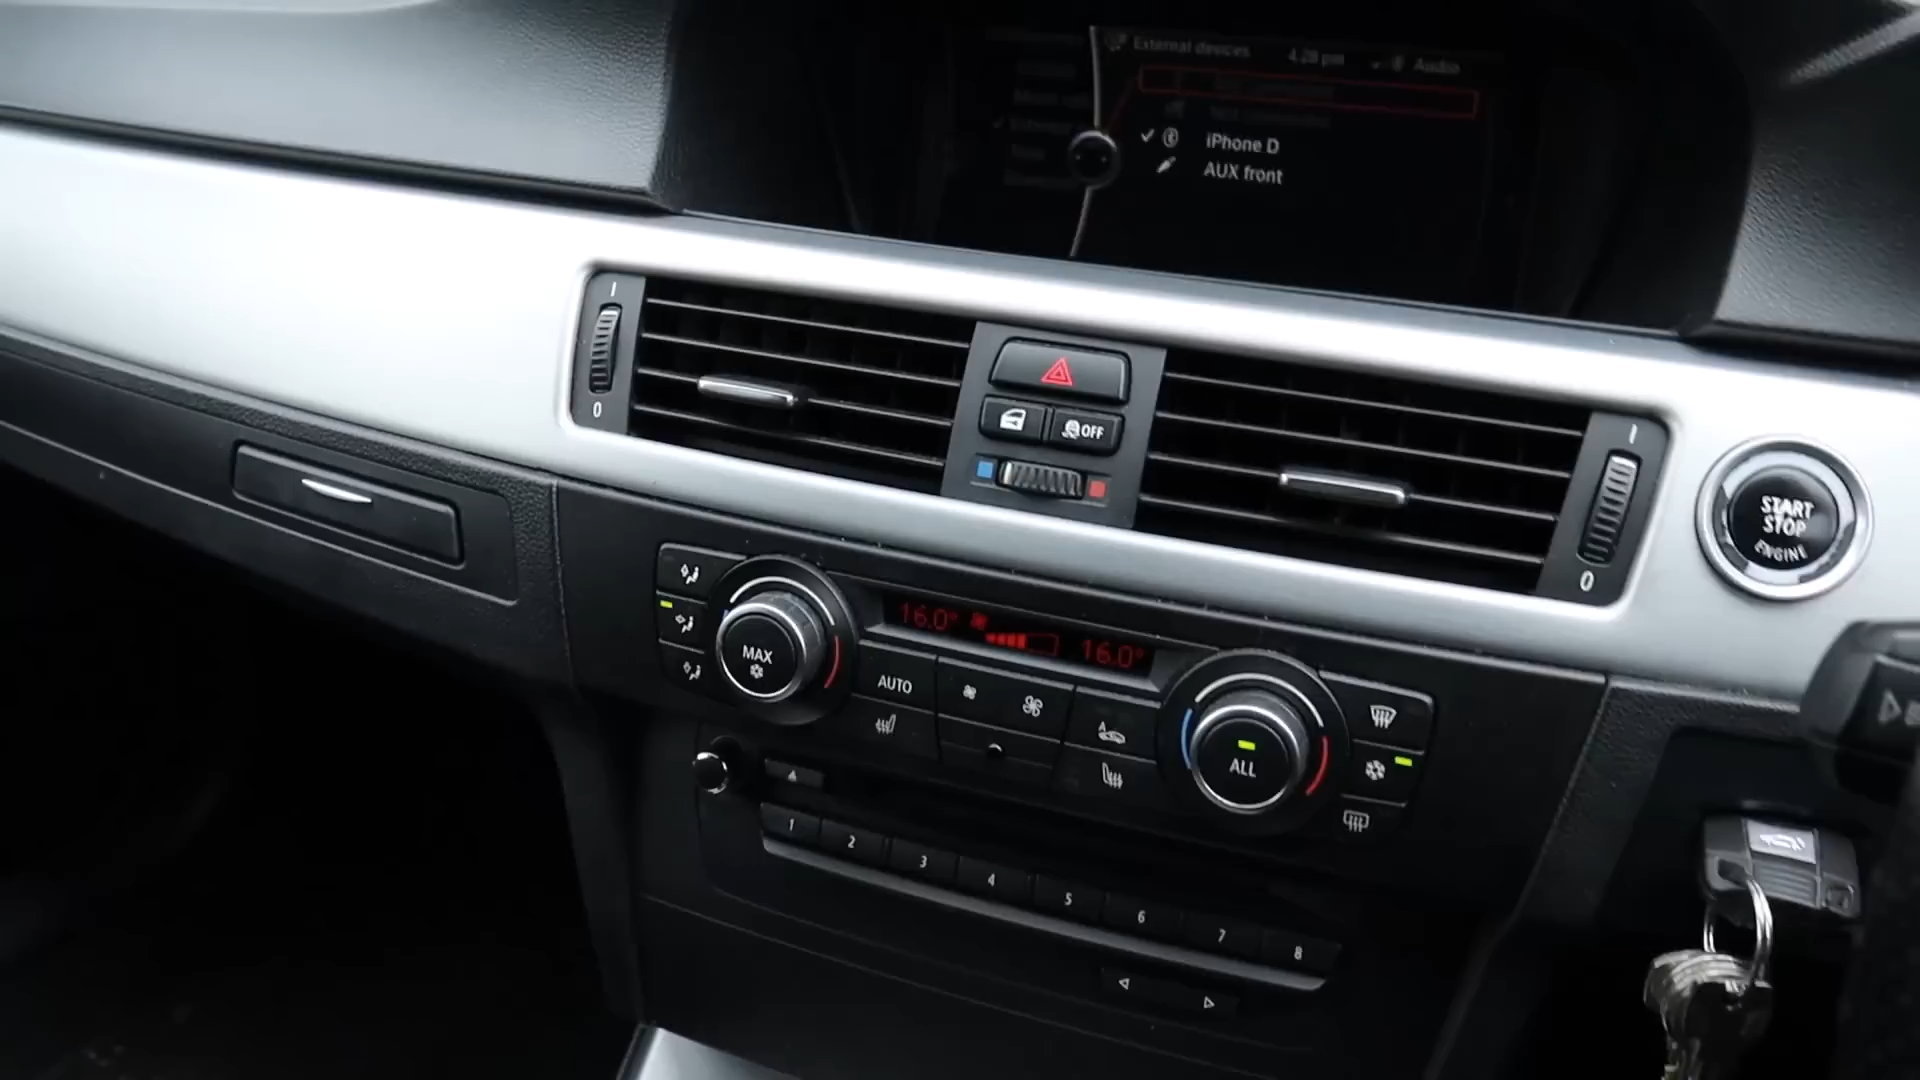 External devices 4.28 pm Audio
iPhone D
AUX front
I
0
OFF
I
0
START
STOP
ENGINE
16.0° 16.0°
MAX
AUTO
A
ALL
1 2 3 4 5 6 7 8